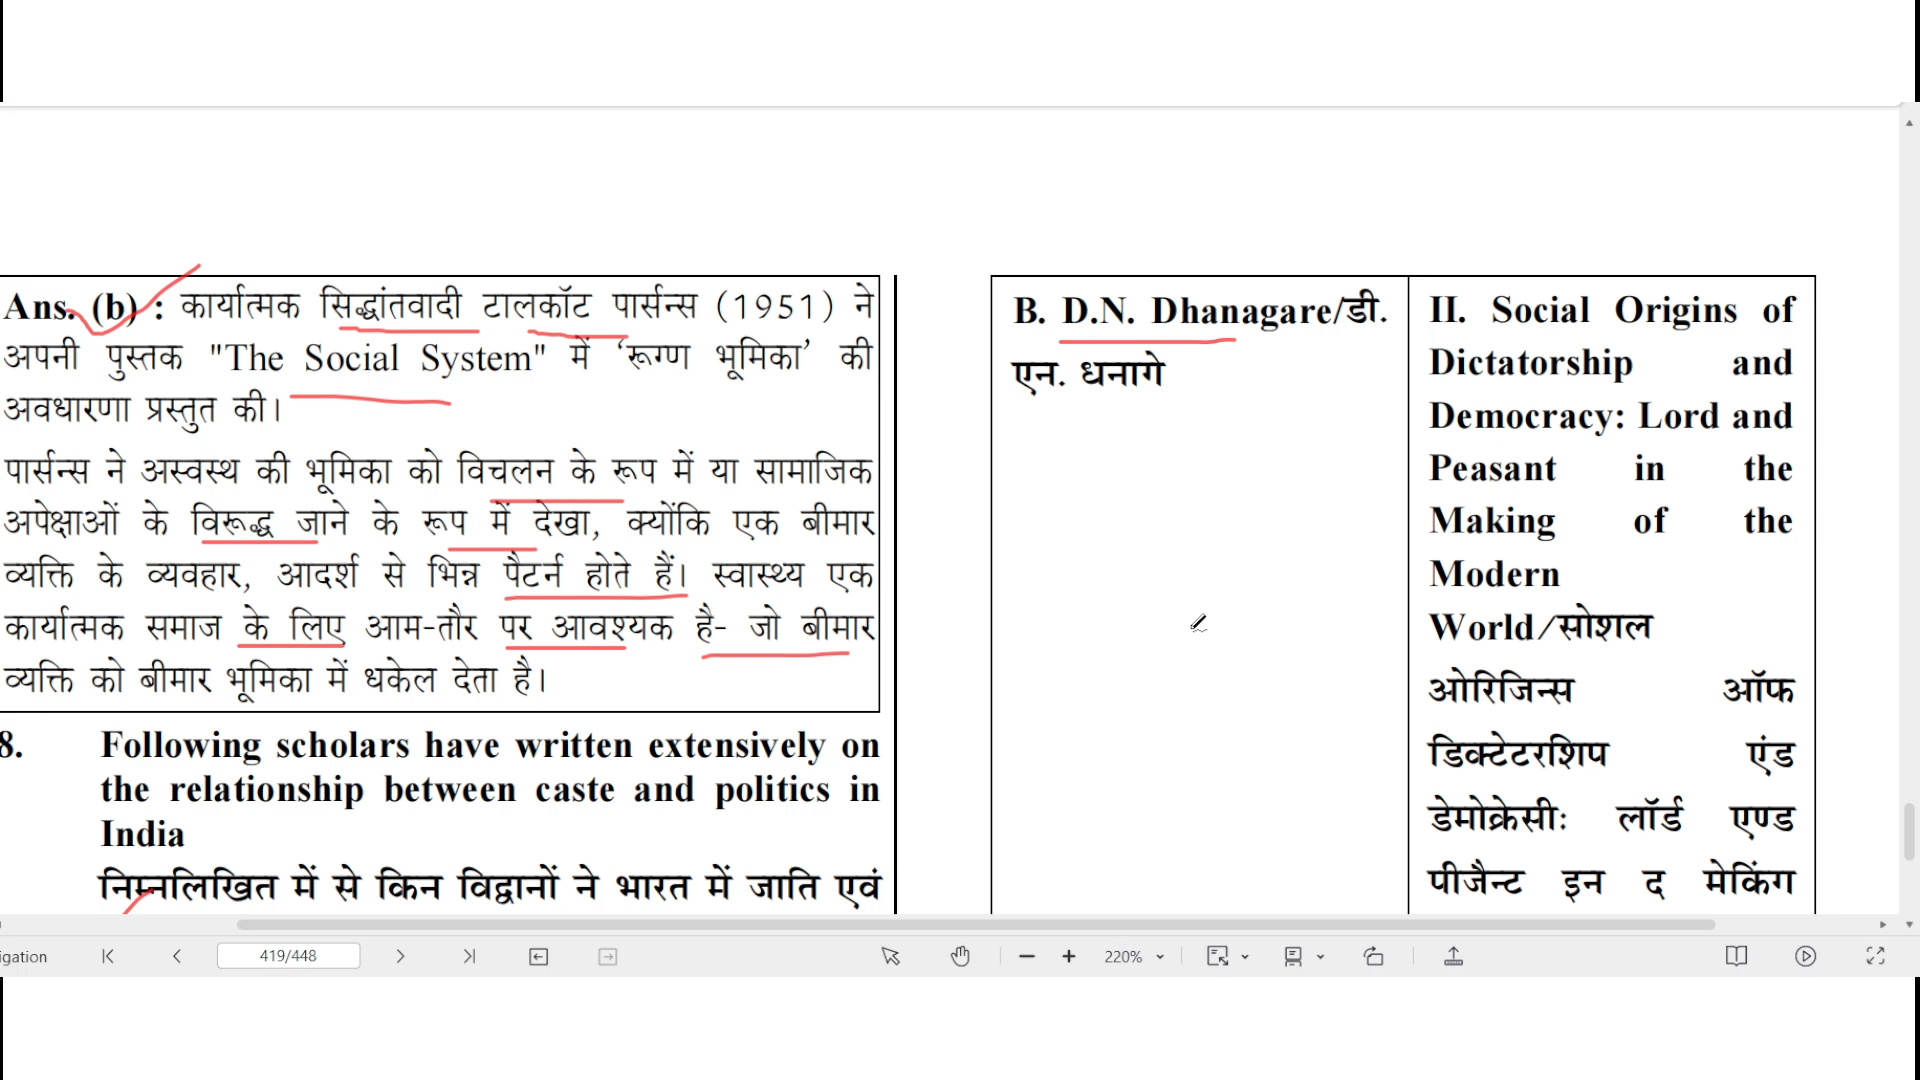 Ans. (b) : कार्यात्मक सिद्धांतवादी टालकॉट पार्सन्स (1951) ने
अपनी पुस्तक "The Social System" में ‘रूग्ण भूमिका’ की
अवधारणा प्रस्तुत की।
पार्सन्स ने अस्वस्थ की भूमिका को विचलन के रूप में या सामाजिक
अपेक्षाओं के विरूद्ध जाने के रूप में देखा, क्योंकि एक बीमार
व्यक्ति के व्यवहार, आदर्श से भिन्न पैटर्न होते हैं। स्वास्थ्य एक
कार्यात्मक समाज के लिए आम-तौर पर आवश्यक है- जो बीमार
व्यक्ति को बीमार भूमिका में धकेल देता है।
8. Following scholars have written extensively on
the relationship between caste and politics in
India
निम्नलिखित में से किन विद्वानों ने भारत में जाति एवं
B. D.N. Dhanagare/डी.
एन. धनागे
II. Social Origins of
Dictatorship and
Democracy: Lord and
Peasant in the
Making of the
Modern
World/सोशल
ओरिजिन्स ऑफ
डिक्टेटरशिप एंड
डेमोक्रेसीः लॉर्ड एण्ड
पीजैन्ट इन द मेकिंग
igation
419/448
220%